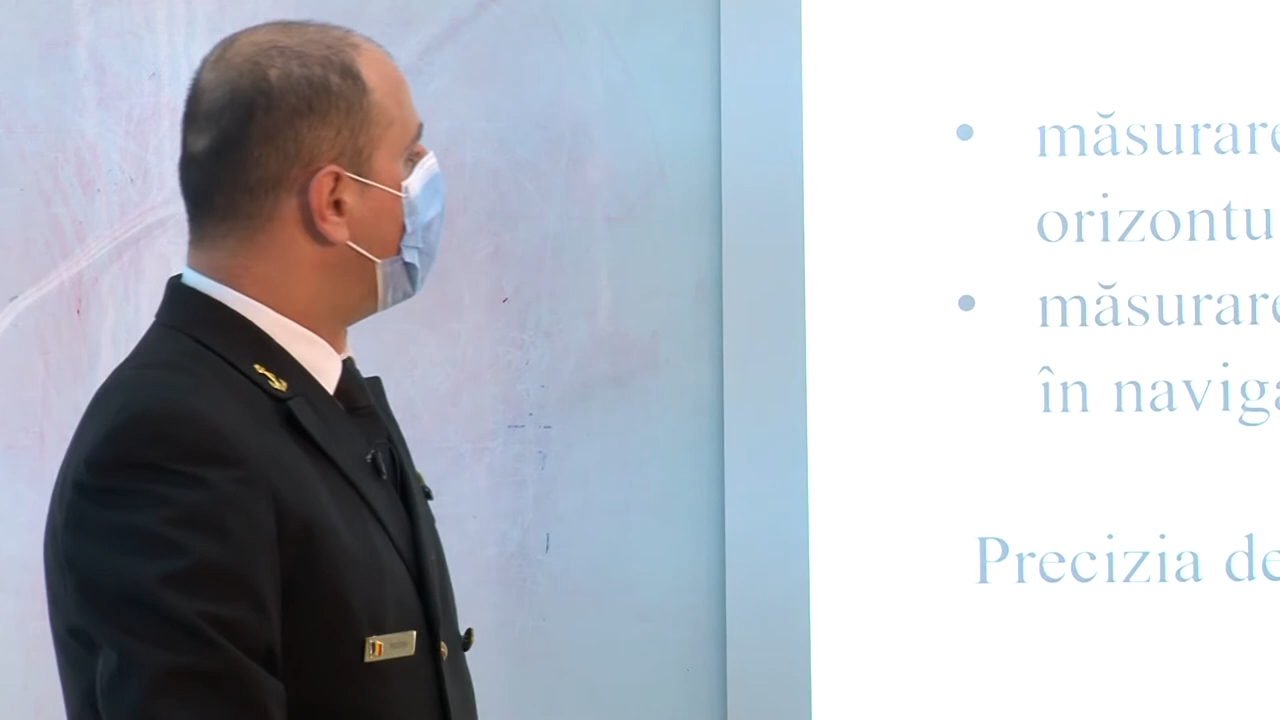 • măsurare
orizontu
• măsurare
în naviga
Precizia de